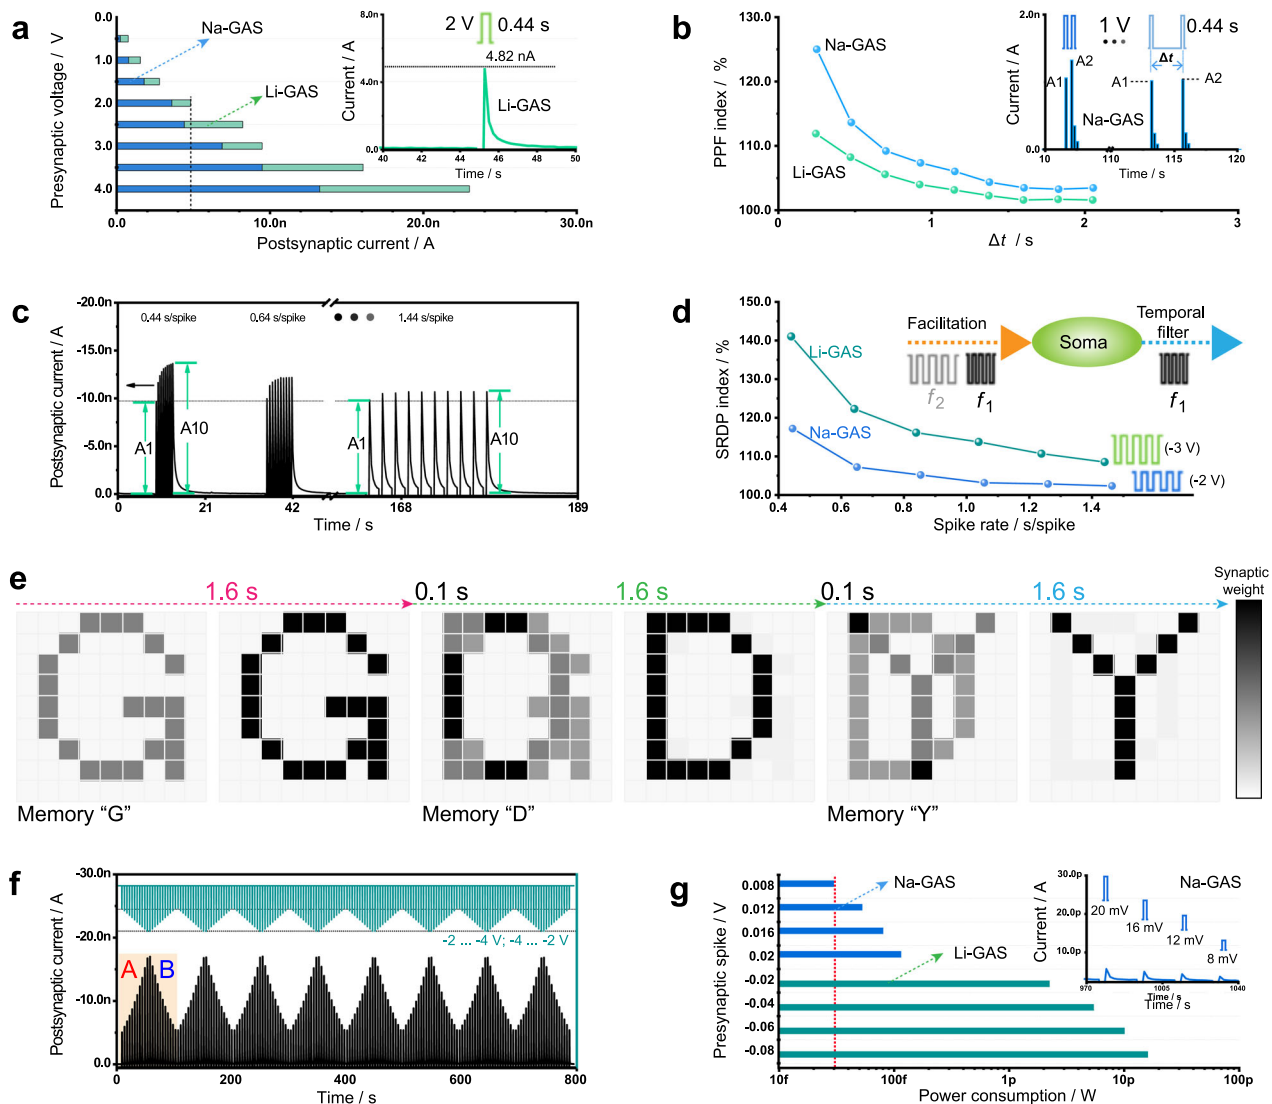 a
Presynaptic voltage / V
0.0
1.0
2.0
3.0
4.0
Na-GAS
Li-GAS
0.0
10.0n
20.0n
30.0n
Postsynaptic current / A
8.0n
4.0n
0.0
Current / A
2 V
0.44 s
4.82 nA
Li-GAS
40
42
44
46
48
50
Time / s
b
PPF index / %
130.0
120.0
110.0
100.0
Na-GAS
Li-GAS
0
1
2
3
Δt / s
2.0n
0.0
Current / A
1 V
0.44 s
Δt
A1
A2
A1
A2
Na-GAS
10
110
115
120
Time / s
c
Postsynaptic current / A
-20.0n
-15.0n
-10.0n
-5.0n
0.0
0.44 s/spike
0.64 s/spike
1.44 s/spike
A1
A10
A1
A10
0
21
42
168
189
Time / s
d
SRDP index / %
150.0
140.0
130.0
120.0
110.0
100.0
Facilitation
Soma
Temporal
filter
f2
f1
f1
Li-GAS
Na-GAS
(-3 V)
(-2 V)
0.4
0.6
0.8
1.0
1.2
1.4
Spike rate / s/spike
e
1.6 s
0.1 s
1.6 s
0.1 s
1.6 s
Synaptic
weight
Memory “G”
Memory “D”
Memory “Y”
f
Postsynaptic current / A
-30.0n
-20.0n
-10.0n
0.0
-2 ... -4 V; -4 ... -2 V
A
B
0
200
400
600
800
Time / s
g
Presynaptic spike / V
0.008
0.012
0.016
0.02
-0.02
-0.04
-0.06
-0.08
Na-GAS
Li-GAS
10f
100f
1p
10p
100p
Power consumption / W
30.0p
20.0p
10.0p
Current / A
Na-GAS
20 mV
16 mV
12 mV
8 mV
970
1005
1040
Time / s
Time / s